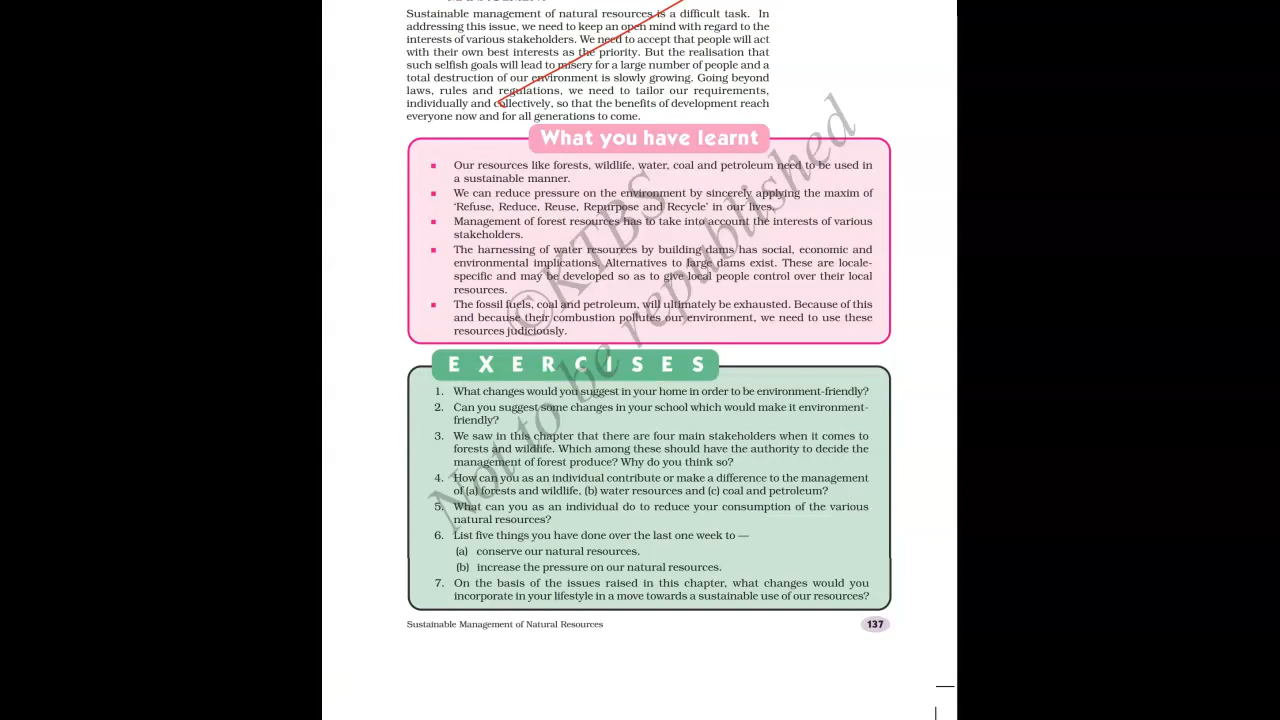 Sustainable management of natural resources is a difficult task. In
addressing this issue, we need to keep an open mind with regard to the
interests of various stakeholders. We need to accept that people will act
with their own best interests as the priority. But the realisation that
such selfish goals will lead to misery for a large number of people and a
total destruction of our environment is slowly growing. Going beyond
laws, rules and regulations, we need to tailor our requirements,
individually and collectively, so that the benefits of development reach
everyone now and for all generations to come.
What you have learnt
■ Our resources like forests, wildlife, water, coal and petroleum need to be used in
a sustainable manner.
■ We can reduce pressure on the environment by sincerely applying the maxim of
‘Refuse, Reduce, Reuse, Repurpose and Recycle’ in our lives.
■ Management of forest resources has to take into account the interests of various
stakeholders.
■ The harnessing of water resources by building dams has social, economic and
environmental implications. Alternatives to large dams exist. These are locale-
specific and may be developed so as to give local people control over their local
resources.
■ The fossil fuels, coal and petroleum, will ultimately be exhausted. Because of this
and because their combustion pollutes our environment, we need to use these
resources judiciously.
EXERCISES
1. What changes would you suggest in your home in order to be environment-friendly?
2. Can you suggest some changes in your school which would make it environment-
friendly?
3. We saw in this chapter that there are four main stakeholders when it comes to
forests and wildlife. Which among these should have the authority to decide the
management of forest produce? Why do you think so?
4. How can you as an individual contribute or make a difference to the management
of (a) forests and wildlife, (b) water resources and (c) coal and petroleum?
5. What can you as an individual do to reduce your consumption of the various
natural resources?
6. List five things you have done over the last one week to —
(a) conserve our natural resources.
(b) increase the pressure on our natural resources.
7. On the basis of the issues raised in this chapter, what changes would you
incorporate in your lifestyle in a move towards a sustainable use of our resources?
Sustainable Management of Natural Resources
137
©KTBS
Not to be republished